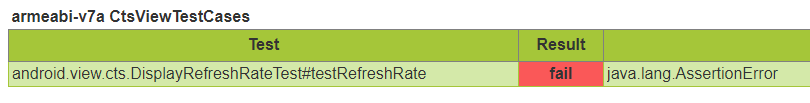 armeabi-v7a CtsViewTestCases
Test Result
android.view.cts.DisplayRefreshRateTest#testRefreshRate fail java.lang.AssertionError